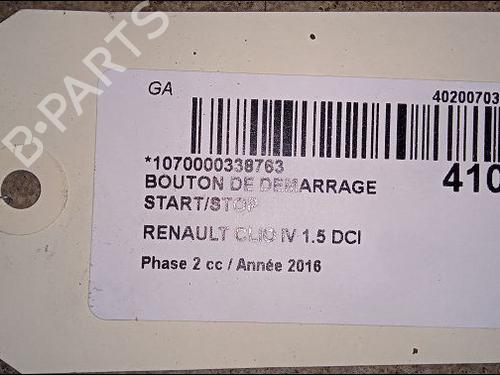 B-PARTS
GA
40200703
*1070000338763
410
BOUTON DE DEMARRAGE
START/STOP
RENAULT CLIO IV 1.5 DCI
Phase 2 cc / Année 2016